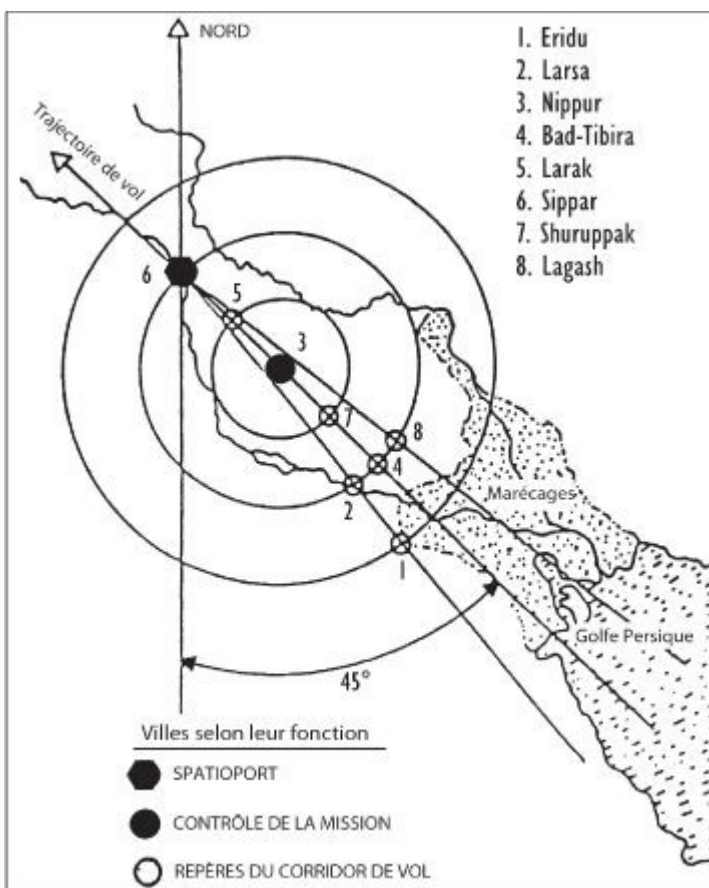 NORD
1. Eridu
2. Larsa
3. Nippur
4. Bad-Tibira
5. Larak
6. Sippar
7. Shuruppak
8. Lagash
Trajectoire de vol
6
5
3
7
8
4
2
1
Marécages
Golfe Persique
45°
Villes selon leur fonction
SPATIOPORT
CONTRÔLE DE LA MISSION
REPÈRES DU CORRIDOR DE VOL